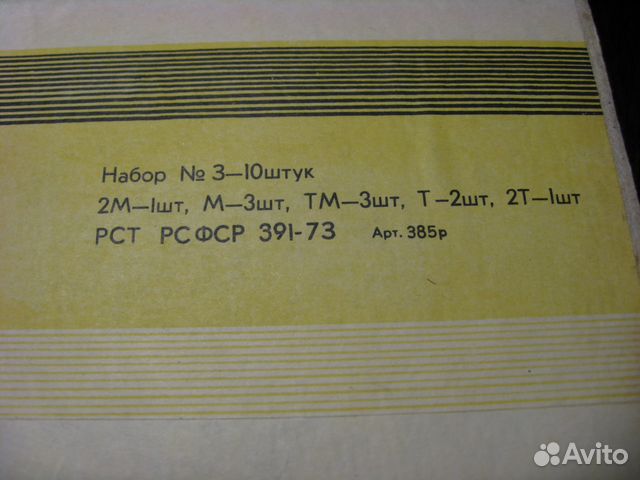 Набор № 3—10штук
2М—1шт, М—3шт, ТМ—3шт, Т-2шт, 2Т-1шт
РСТ РСФСР 391-73 Арт. 385р
Avito